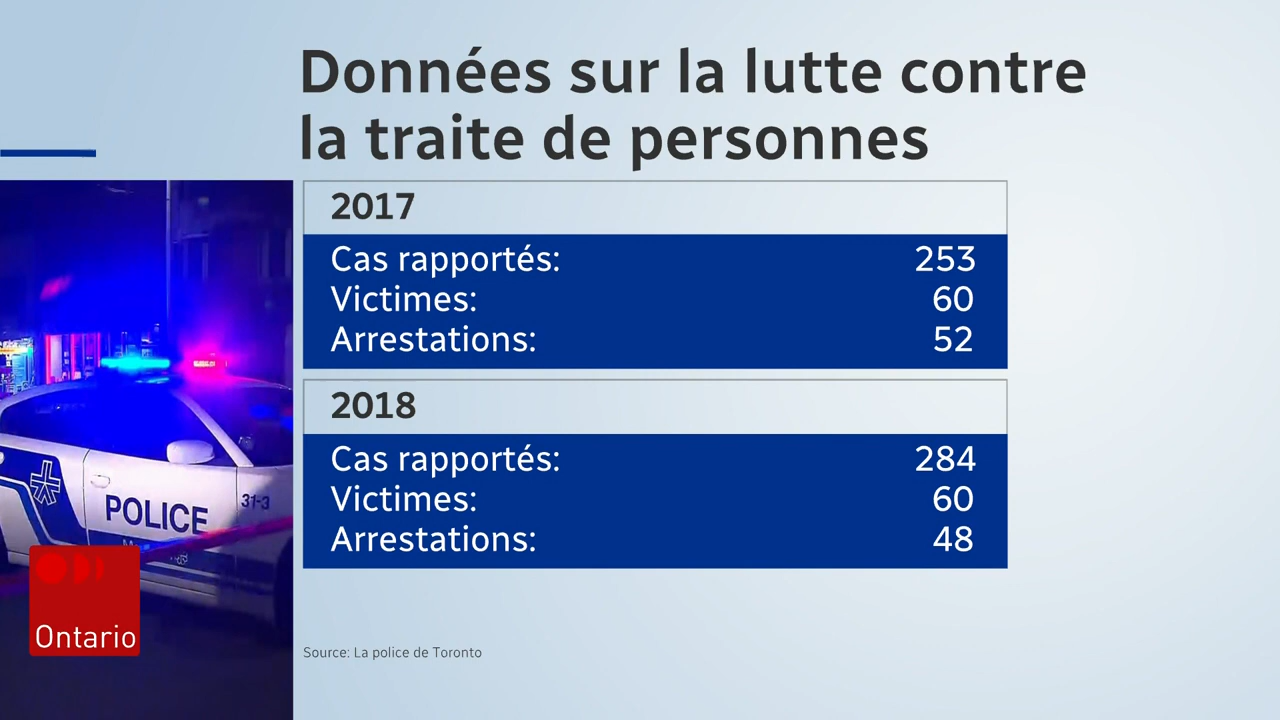 Données sur la lutte contre
la traite de personnes
2017
Cas rapportés: 253
Victimes: 60
Arrestations: 52
2018
Cas rapportés: 284
Victimes: 60
Arrestations: 48
POLICE
31-3
Ontario
Source: La police de Toronto